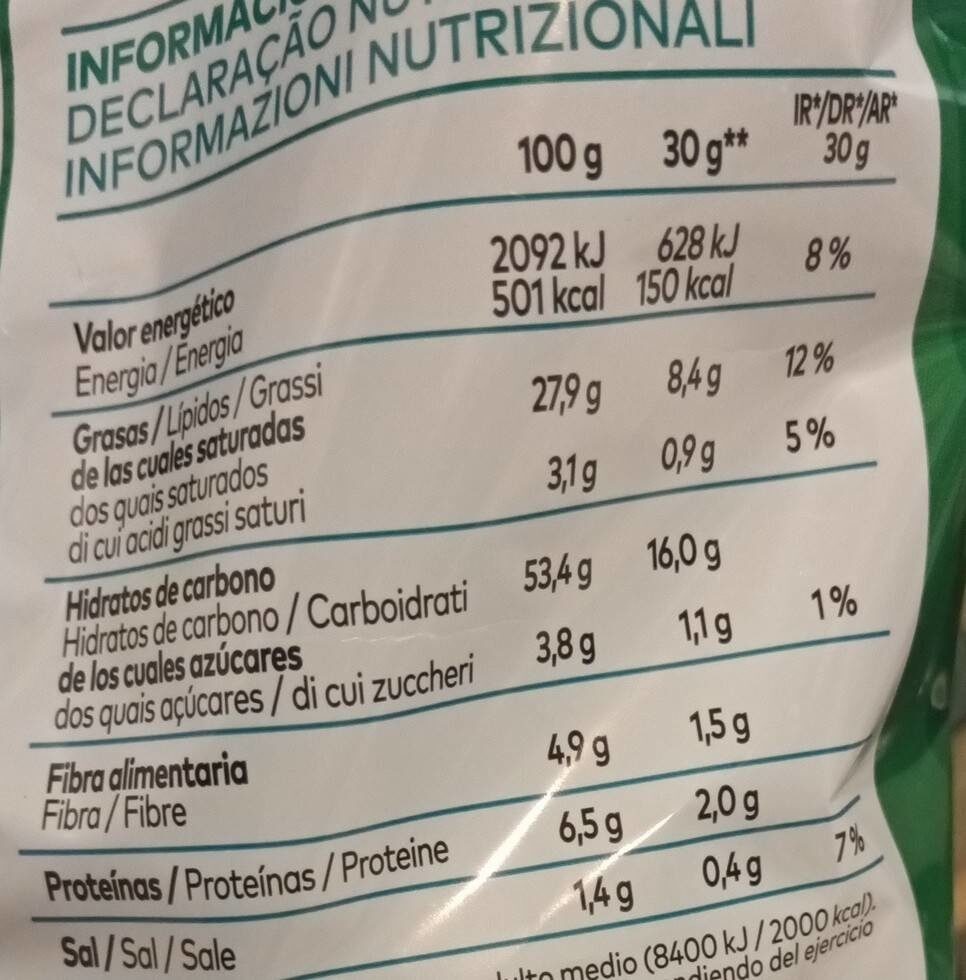 DECLARAÇÃO
INFORMAZIONI NUTRIZIONALI
100 g 30 g** IR*/DR*/AR*
30 g
Valor energético 2092 kJ 628 kJ 8 %
Energia / Energia 501 kcal 150 kcal
Grasas / Lípidos / Grassi 27,9 g 8,4 g 12 %
de las cuales saturadas 3,1 g 0,9 g 5 %
dos quais saturados
di cui acidi grassi saturi
Hidratos de carbono 53,4 g 16,0 g
Hidratos de carbono / Carboidrati
de los cuales azúcares 3,8 g 1,1 g 1 %
dos quais açúcares / di cui zuccheri
Fibra alimentaria 4,9 g 1,5 g
Fibra / Fibre
Proteínas / Proteínas / Proteine 6,5 g 2,0 g
Sal / Sal / Sale 1,4 g 0,4 g 7 %
medio (8400 kJ / 2000 kcal).
del ejercicio